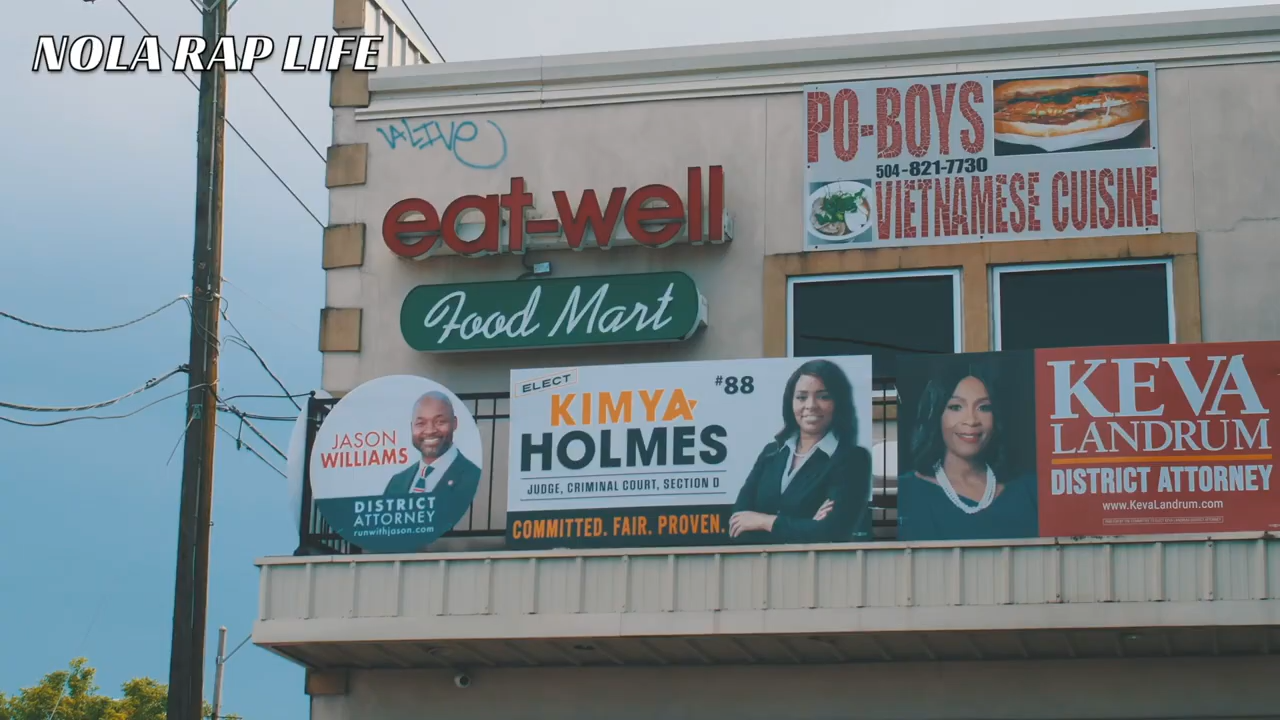 NOLA RAP LIFE
PO-BOYS
504-821-7730
VIETNAMESE CUISINE
eat-well
Food Mart
JASON
WILLIAMS
DISTRICT
ATTORNEY
runwithjason.com
ELECT
#88
KIMYA
HOLMES
JUDGE, CRIMINAL COURT, SECTION D
COMMITTED. FAIR. PROVEN.
KEVA
LANDRUM
DISTRICT ATTORNEY
www.KevaLandrum.com